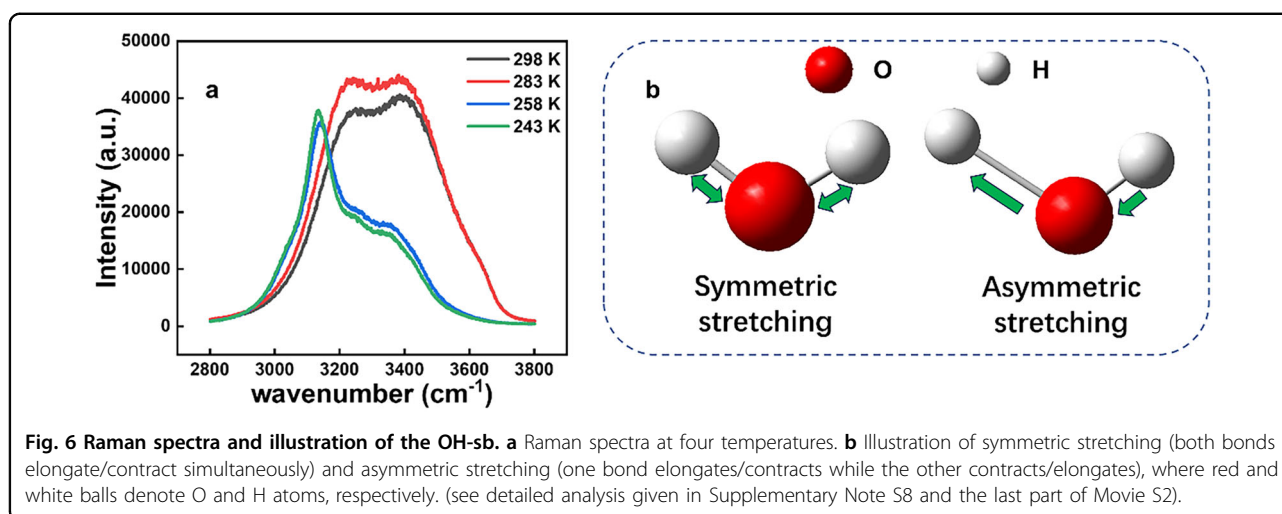 50000
40000
30000
20000
10000
0
Intensity (a.u.)
a
298 K
283 K
258 K
243 K
2800 3000 3200 3400 3600 3800
wavenumber (cm-1)
b
O H
Symmetric stretching
Asymmetric stretching
Fig. 6 Raman spectra and illustration of the OH-sb. a Raman spectra at four temperatures. b Illustration of symmetric stretching (both bonds
elongate/contract simultaneously) and asymmetric stretching (one bond elongates/contracts while the other contracts/elongates), where red and
white balls denote O and H atoms, respectively. (see detailed analysis given in Supplementary Note S8 and the last part of Movie S2).